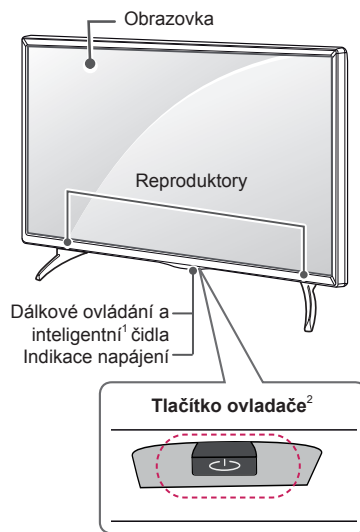 Obrazovka
Reproduktory
Dálkové ovládání a
inteligentní¹ čidla
Indikace napájení
Tlačítko ovladače²